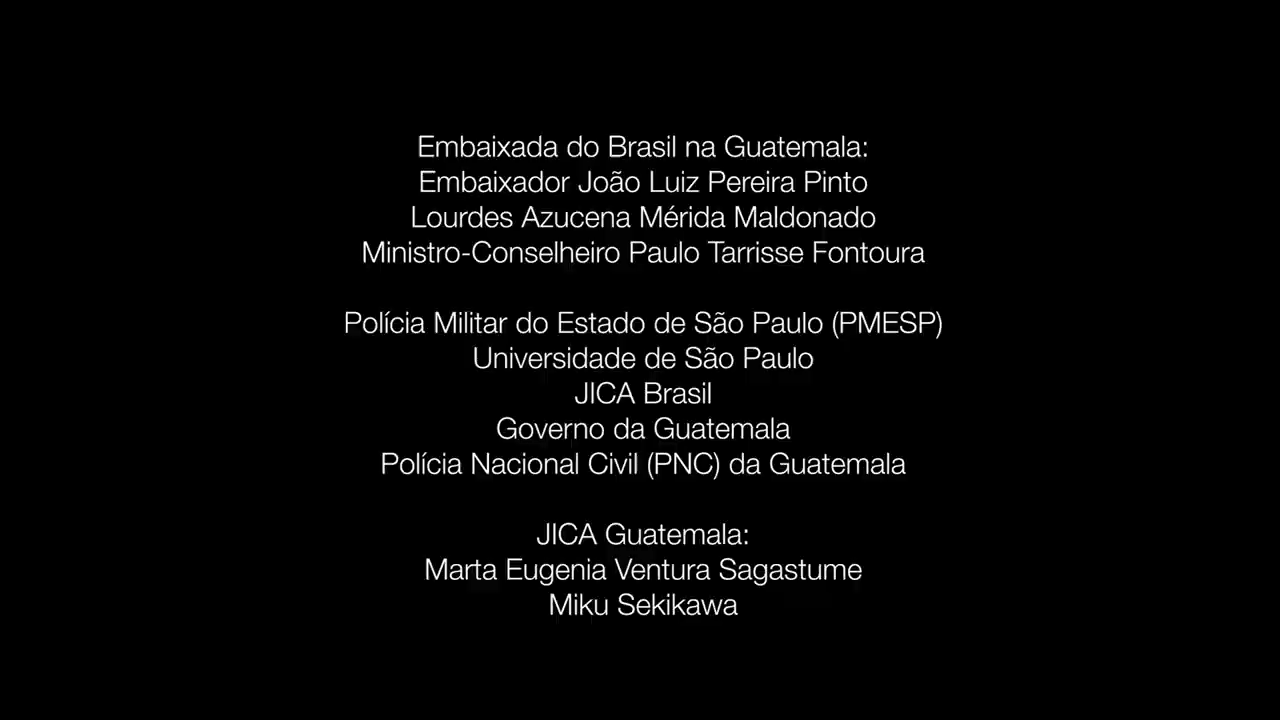 Embaixada do Brasil na Guatemala:
Embaixador João Luiz Pereira Pinto
Lourdes Azucena Mérida Maldonado
Ministro-Conselheiro Paulo Tarrisse Fontoura
Polícia Militar do Estado de São Paulo (PMESP)
Universidade de São Paulo
JICA Brasil
Governo da Guatemala
Polícia Nacional Civil (PNC) da Guatemala
JICA Guatemala:
Marta Eugenia Ventura Sagastume
Miku Sekikawa